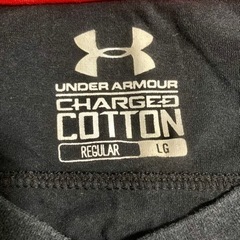 UNDER ARMOUR
CHARGED
COTTON
REGULAR LG